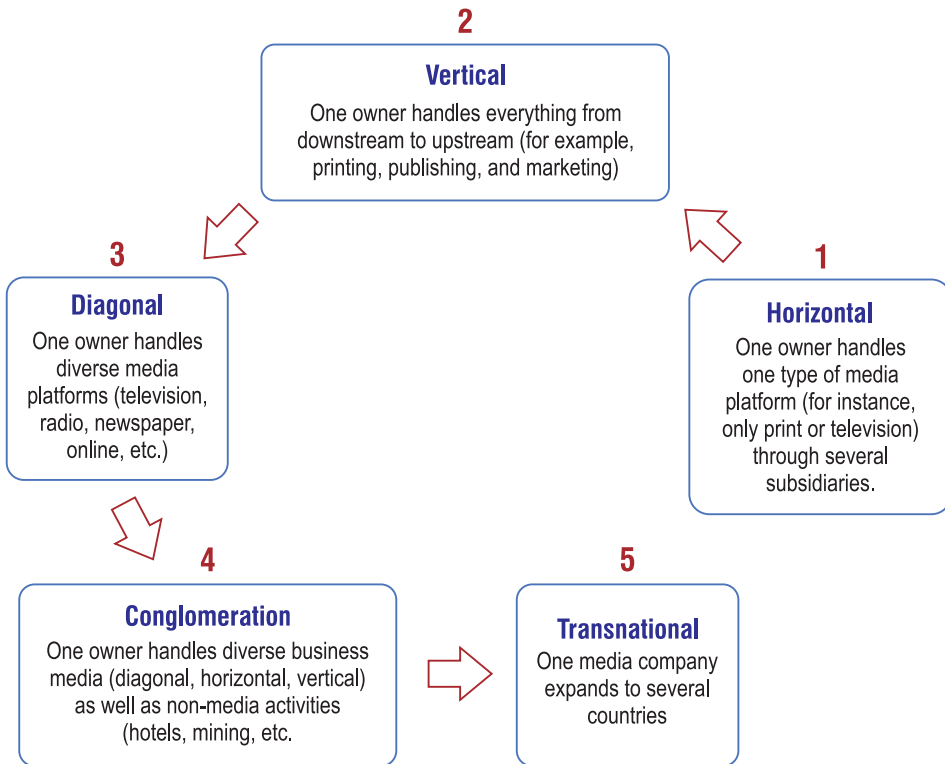 2
Vertical
One owner handles everything from
downstream to upstream (for example,
printing, publishing, and marketing)
3
Diagonal
One owner handles
diverse media
platforms (television,
radio, newspaper,
online, etc.)
1
Horizontal
One owner handles
one type of media
platform (for instance,
only print or television)
through several
subsidiaries.
4
Conglomeration
One owner handles diverse business
media (diagonal, horizontal, vertical)
as well as non-media activities
(hotels, mining, etc.
5
Transnational
One media company
expands to several
countries